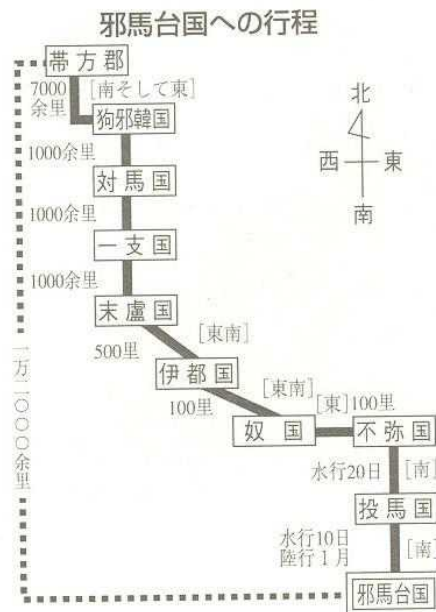 邪馬台国への行程
帯方郡
7000
余里
[南そして東]
狗邪韓国
1000余里
対馬国
1000余里
一支国
1000余里
末盧国
[東南]
500里
伊都国
[東南]
100里
奴国
[東]100里
不弥国
水行20日
[南]
投馬国
水行10日
陸行1月
[南]
邪馬台国
一万二〇〇〇余里
北
西
東
南